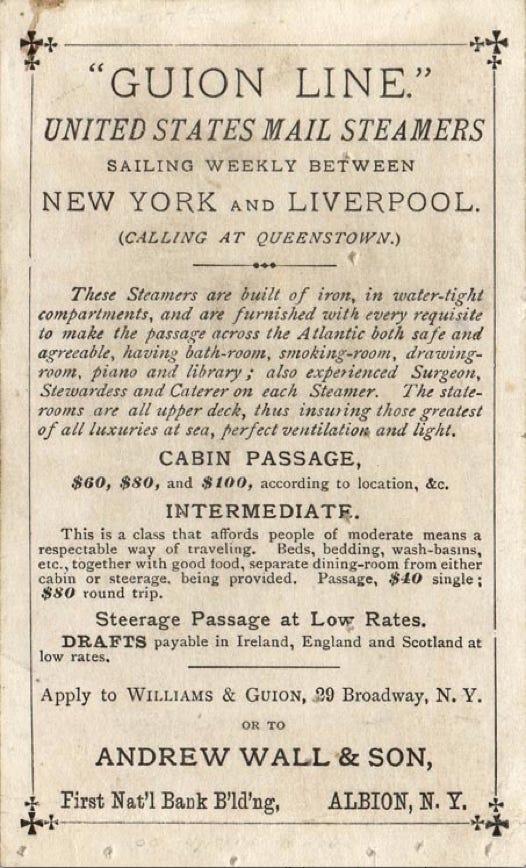 "GUION LINE."
UNITED STATES MAIL STEAMERS
SAILING WEEKLY BETWEEN
NEW YORK AND LIVERPOOL.
(CALLING AT QUEENSTOWN.)
These Steamers are built of iron, in water-tight
compartments, and are furnished with every requisite
to make the passage across the Atlantic both safe and
agreeable, having bath-room, smoking-room, drawing-
room, piano and library; also experienced Surgeon,
Stewardess and Caterer on each Steamer. The state-
rooms are all upper deck, thus insuring those greatest
of all luxuries at sea, perfect ventilation and light.
CABIN PASSAGE,
$60, $80, and $100, according to location, &c.
INTERMEDIATE.
This is a class that affords people of moderate means a
respectable way of traveling. Beds, bedding, wash-basins,
etc., together with good food, separate dining-room from either
cabin or steerage, being provided. Passage, $40 single;
$80 round trip.
Steerage Passage at Low Rates.
DRAFTS payable in Ireland, England and Scotland at
low rates.
Apply to WILLIAMS & GUION, 29 Broadway, N. Y.
OR TO
ANDREW WALL & SON,
First Nat'l Bank B'ld'ng, ALBION, N. Y.